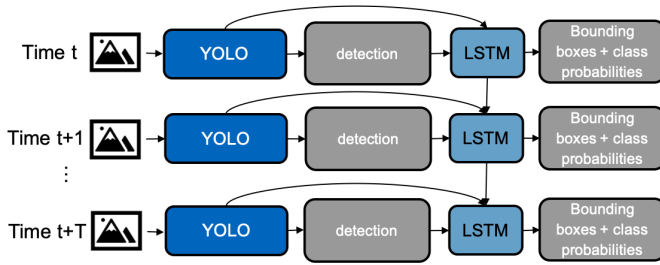 Time t
YOLO
detection
LSTM
Bounding
boxes + class
probabilities
Time t+1
YOLO
detection
LSTM
Bounding
boxes + class
probabilities
⋮
Time t+T
YOLO
detection
LSTM
Bounding
boxes + class
probabilities